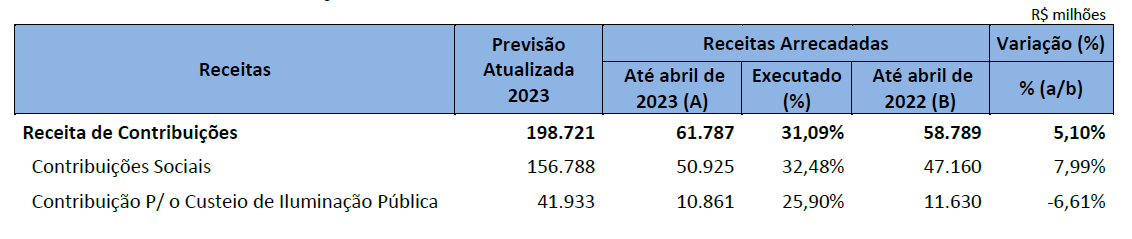 R$ milhões
Receitas
Previsão Atualizada 2023
Receitas Arrecadadas
Variação (%)
Até abril de 2023 (A)
Executado (%)
Até abril de 2022 (B)
% (a/b)
Receita de Contribuições 198.721 61.787 31,09% 58.789 5,10%
Contribuições Sociais 156.788 50.925 32,48% 47.160 7,99%
Contribuição P/ o Custeio de Iluminação Pública 41.933 10.861 25,90% 11.630 -6,61%